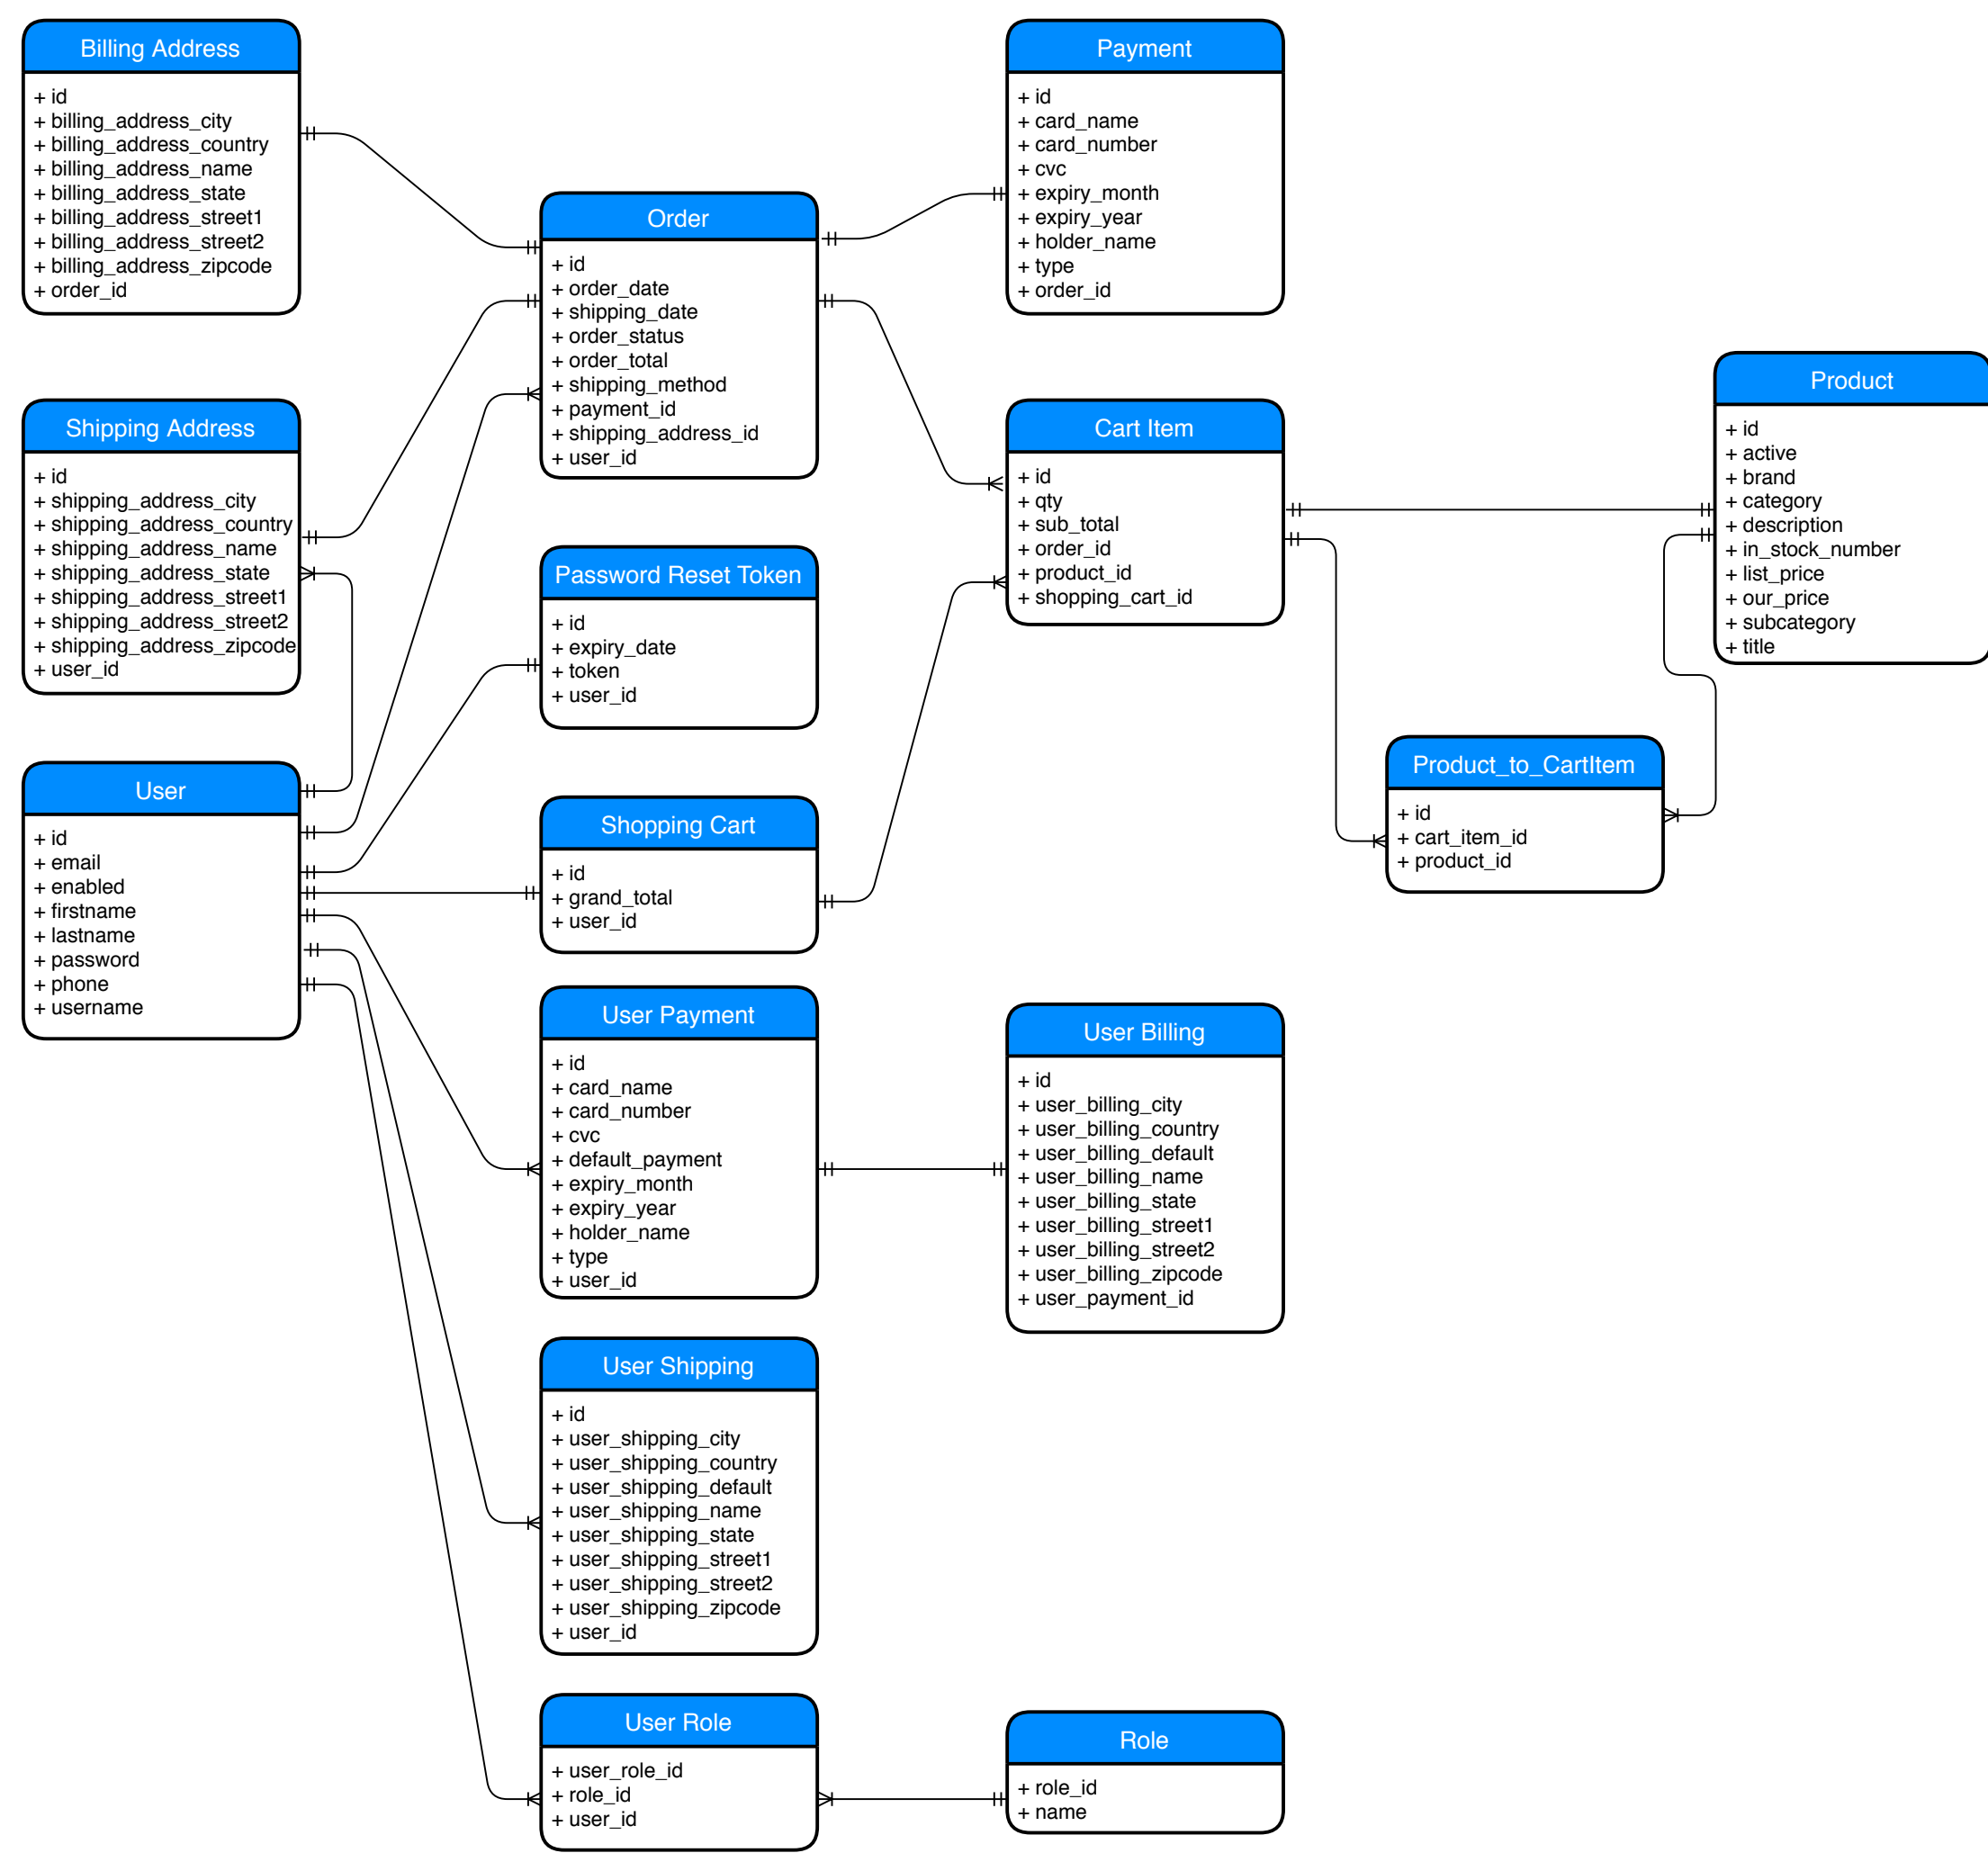 Billing Address
+ id
+ billing_address_city
+ billing_address_country
+ billing_address_name
+ billing_address_state
+ billing_address_street1
+ billing_address_street2
+ billing_address_zipcode
+ order_id
Shipping Address
+ id
+ shipping_address_city
+ shipping_address_country
+ shipping_address_name
+ shipping_address_state
+ shipping_address_street1
+ shipping_address_street2
+ shipping_address_zipcode
+ user_id
User
+ id
+ email
+ enabled
+ firstname
+ lastname
+ password
+ phone
+ username
Order
+ id
+ order_date
+ shipping_date
+ order_status
+ order_total
+ shipping_method
+ payment_id
+ shipping_address_id
+ user_id
Password Reset Token
+ id
+ expiry_date
+ token
+ user_id
Shopping Cart
+ id
+ grand_total
+ user_id
User Payment
+ id
+ card_name
+ card_number
+ cvc
+ default_payment
+ expiry_month
+ expiry_year
+ holder_name
+ type
+ user_id
User Shipping
+ id
+ user_shipping_city
+ user_shipping_country
+ user_shipping_default
+ user_shipping_name
+ user_shipping_state
+ user_shipping_street1
+ user_shipping_street2
+ user_shipping_zipcode
+ user_id
User Role
+ user_role_id
+ role_id
+ user_id
Payment
+ id
+ card_name
+ card_number
+ cvc
+ expiry_month
+ expiry_year
+ holder_name
+ type
+ order_id
Cart Item
+ id
+ qty
+ sub_total
+ order_id
+ product_id
+ shopping_cart_id
User Billing
+ id
+ user_billing_city
+ user_billing_country
+ user_billing_default
+ user_billing_name
+ user_billing_state
+ user_billing_street1
+ user_billing_street2
+ user_billing_zipcode
+ user_payment_id
Role
+ role_id
+ name
Product_to_CartItem
+ id
+ cart_item_id
+ product_id
Product
+ id
+ active
+ brand
+ category
+ description
+ in_stock_number
+ list_price
+ our_price
+ subcategory
+ title